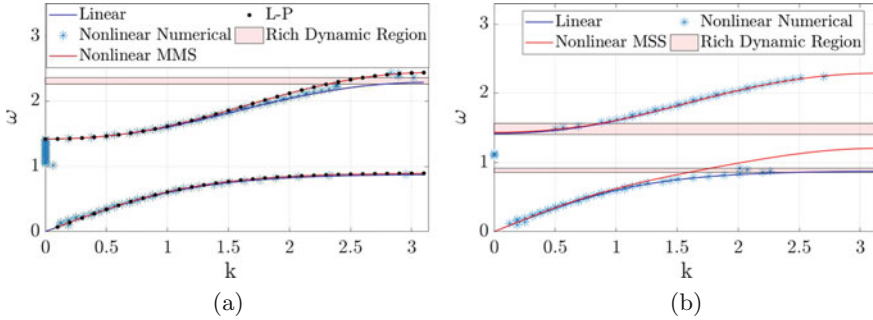 Linear
L-P
Nonlinear Numerical
Rich Dynamic Region
Nonlinear MMS
3
2
1
0
ω
0
0.5
1
1.5
2
2.5
3
k
(a)
Linear
Nonlinear Numerical
Nonlinear MSS
Rich Dynamic Region
3
2
1
0
ω
0
0.5
1
1.5
2
2.5
3
k
(b)